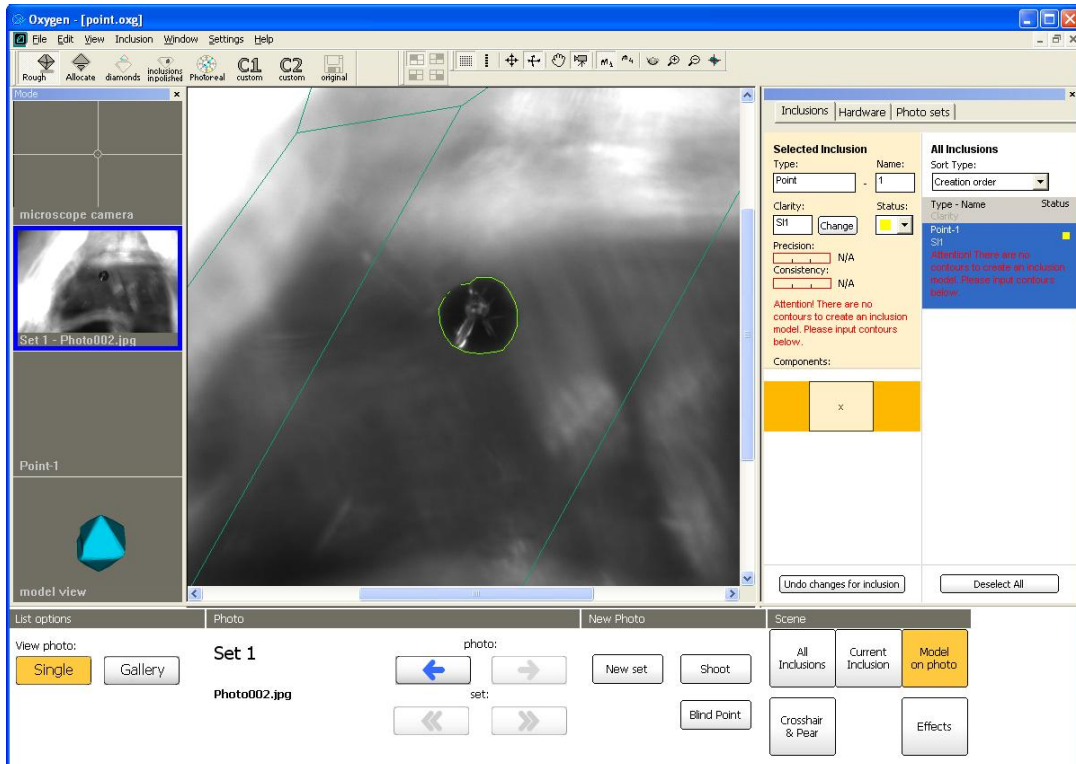 Oxygen - [point.oxg]
File Edit View Inclusion Window Settings Help
Rough Allocate diamonds inclusions inpolished Photoreal C1 custom C2 custom original
Mode
microscope camera
Set 1 - Photo002.jpg
Point-1
model view
Inclusions Hardware Photo sets
Selected Inclusion
Type: Name:
Point - 1
Clarity: Status:
SI1 Change
Precision:
N/A
Consistency:
N/A
Attention! There are no
contours to create an inclusion
model. Please input contours
below.
Components:
x
Undo changes for inclusion
All Inclusions
Sort Type:
Creation order
Type - Name Status
Clarity
Point-1
SI1
Attention! There are no
contours to create an inclusion
model. Please input contours
below.
Deselect All
List options
View photo:
Single Gallery
Photo
Set 1
Photo002.jpg
photo:
set:
New Photo
New set Shoot
Blind Point
Scene
All
Inclusions
Current
Inclusion
Model
on photo
Crosshair
& Pear
Effects